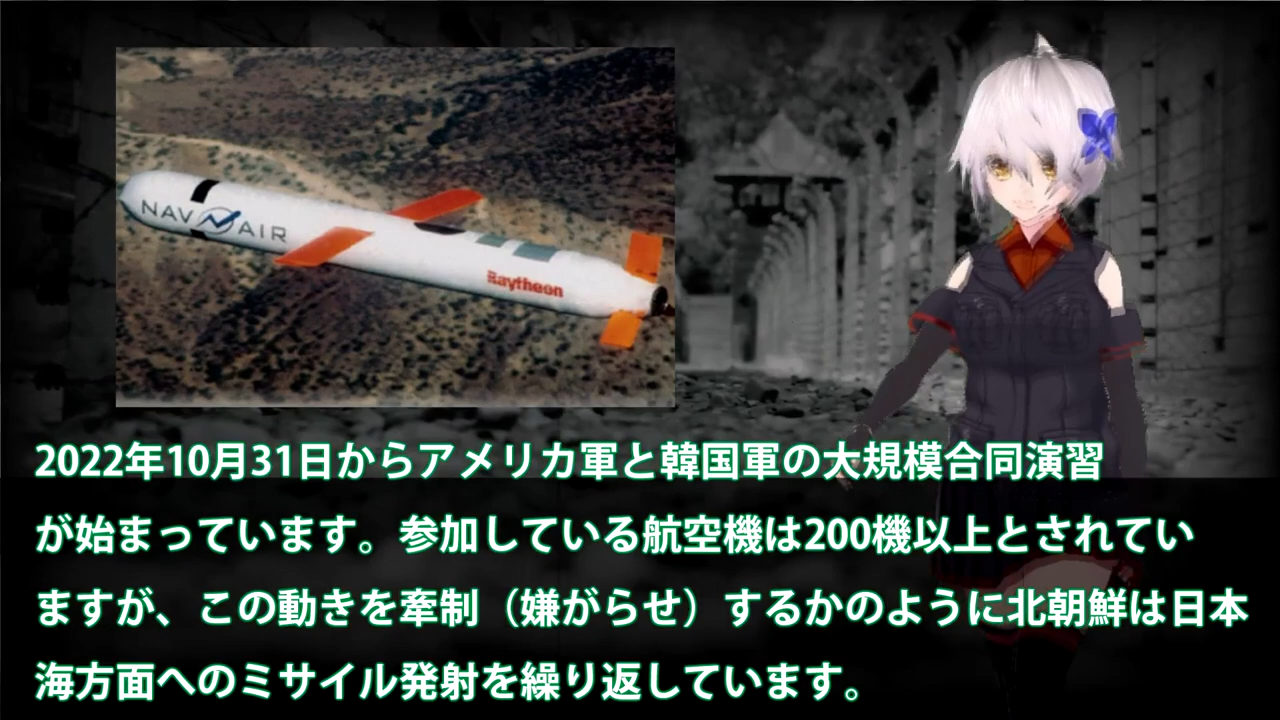 NAV AIR
Raytheon
2022年10月31日からアメリカ軍と韓国軍の大規模合同演習
が始まっています。参加している航空機は200機以上とされてい
ますが、この動きを牽制（嫌がらせ）するかのように北朝鮮は日本
海方面へのミサイル発射を繰り返しています。